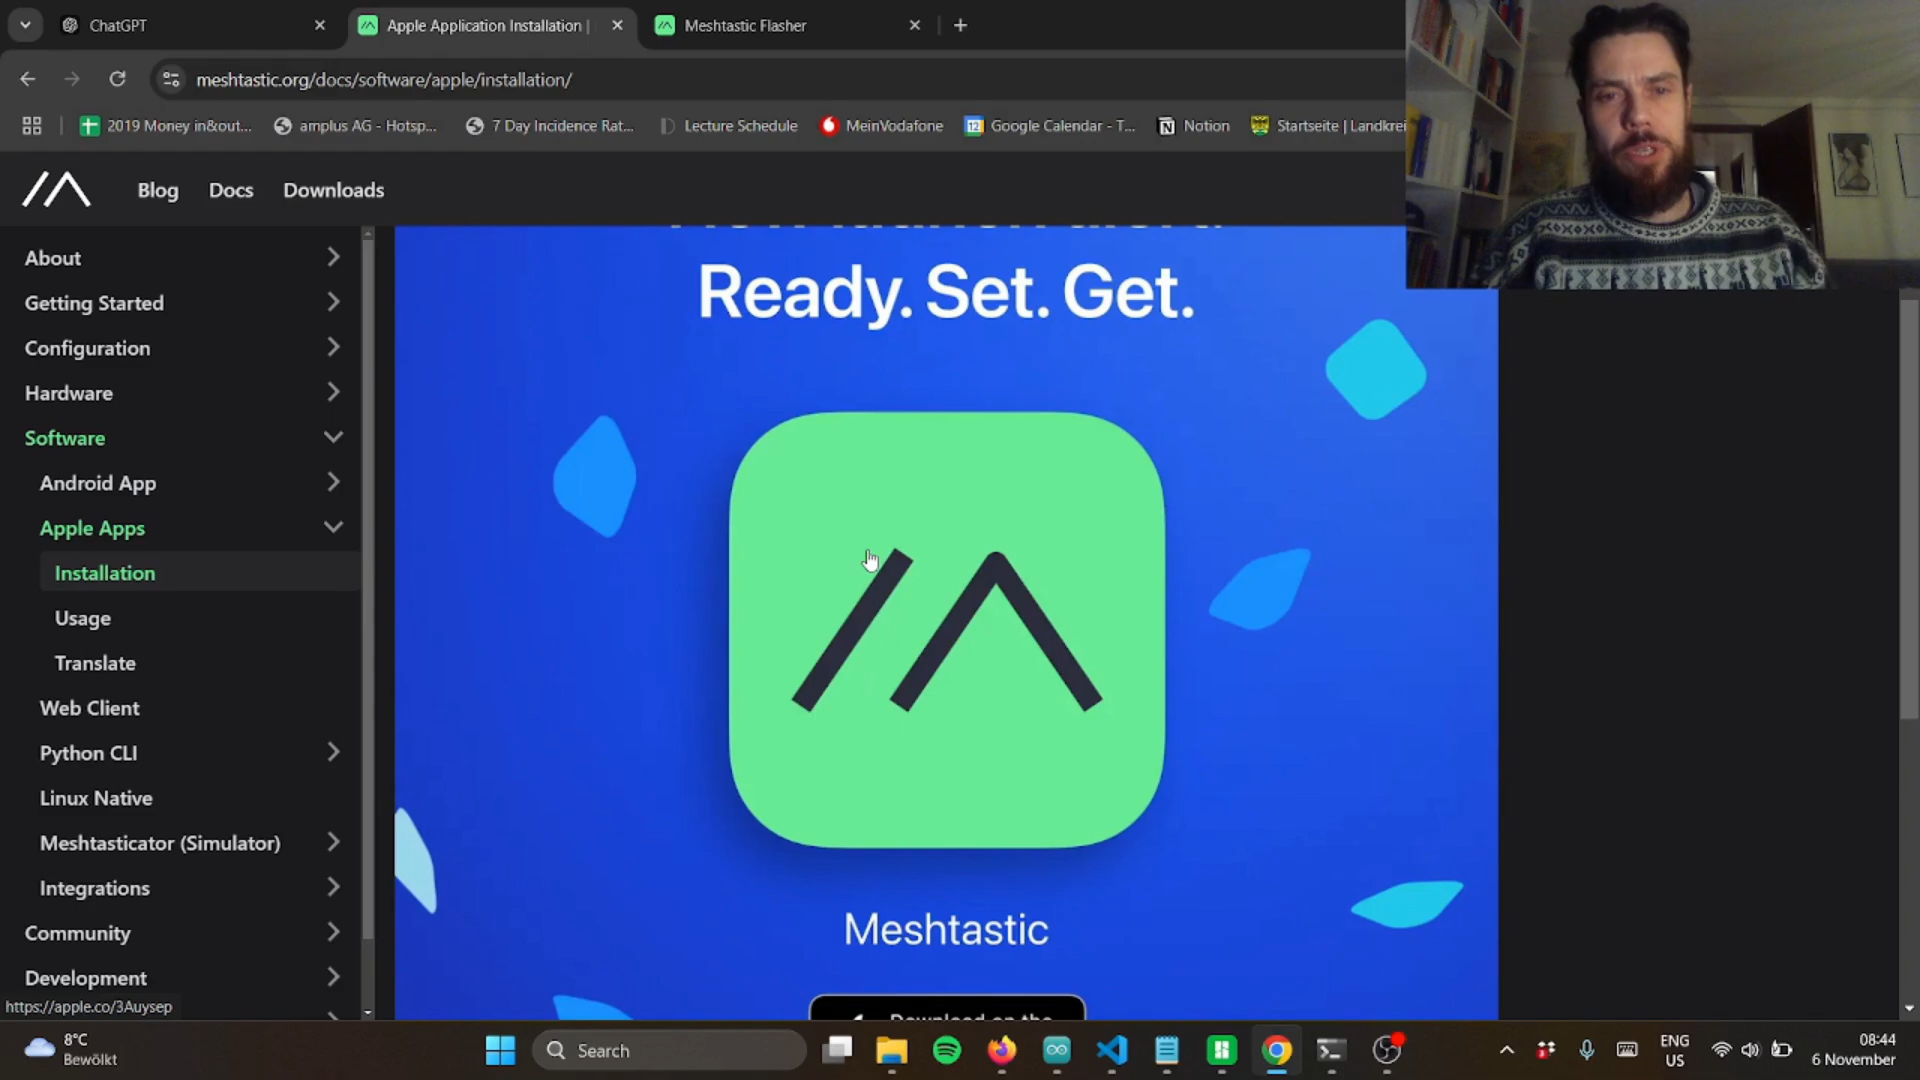 ChatGPT
Apple Application Installation |
Meshtastic Flasher
meshtastic.org/docs/software/apple/installation/
2019 Money in&out...
amplus AG - Hotsp...
7 Day Incidence Rat...
Lecture Schedule
MeinVodafone
Google Calendar - T...
Notion
Startseite | Landkrei
Blog
Docs
Downloads
About
Getting Started
Configuration
Hardware
Software
Android App
Apple Apps
Installation
Usage
Translate
Web Client
Python CLI
Linux Native
Meshtasticator (Simulator)
Integrations
Community
Development
https://apple.co/3Auysep
Ready. Set. Get.
Meshtastic
Download on the
8°C
Bewölkt
Search
ENG
US
08:44
6 November